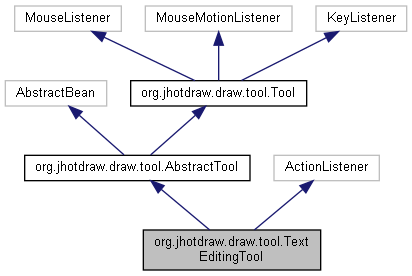 MouseListener
MouseMotionListener
KeyListener
AbstractBean
org.jhotdraw.draw.tool.Tool
org.jhotdraw.draw.tool.AbstractTool
ActionListener
org.jhotdraw.draw.tool.Text
EditingTool